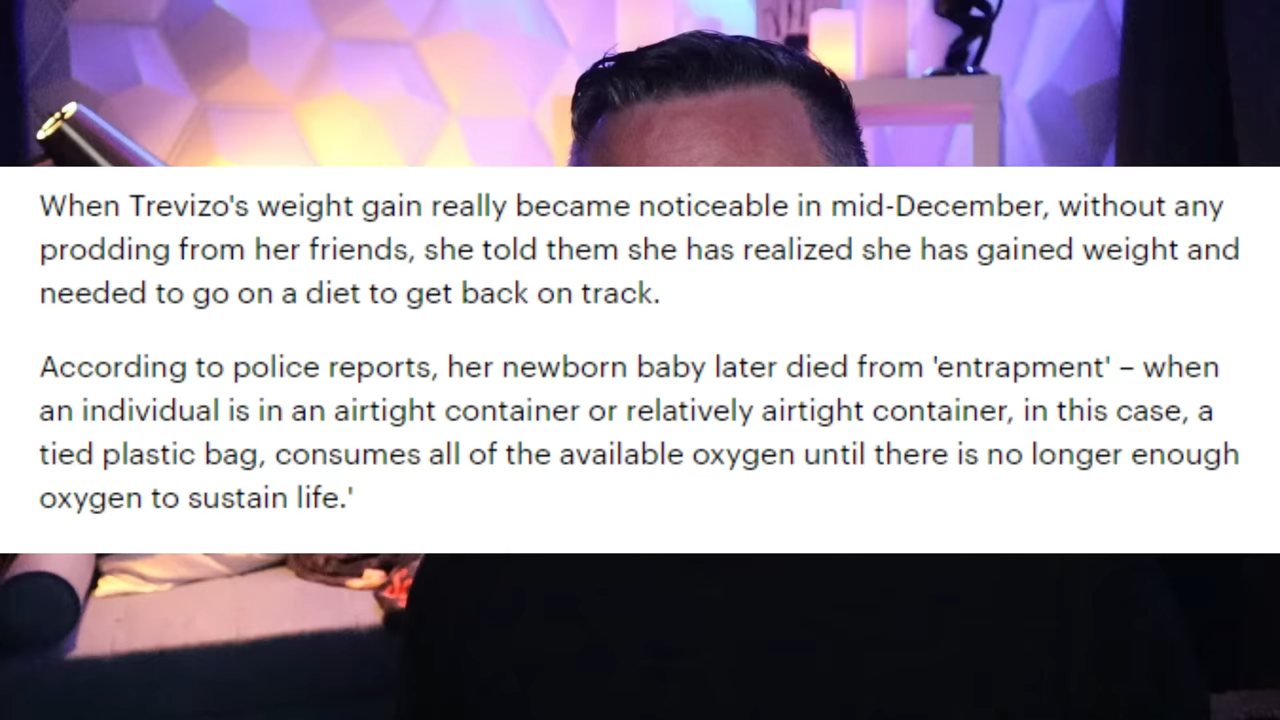 When Trevizo's weight gain really became noticeable in mid-December, without any
prodding from her friends, she told them she has realized she has gained weight and
needed to go on a diet to get back on track.
According to police reports, her newborn baby later died from 'entrapment' – when
an individual is in an airtight container or relatively airtight container, in this case, a
tied plastic bag, consumes all of the available oxygen until there is no longer enough
oxygen to sustain life.'